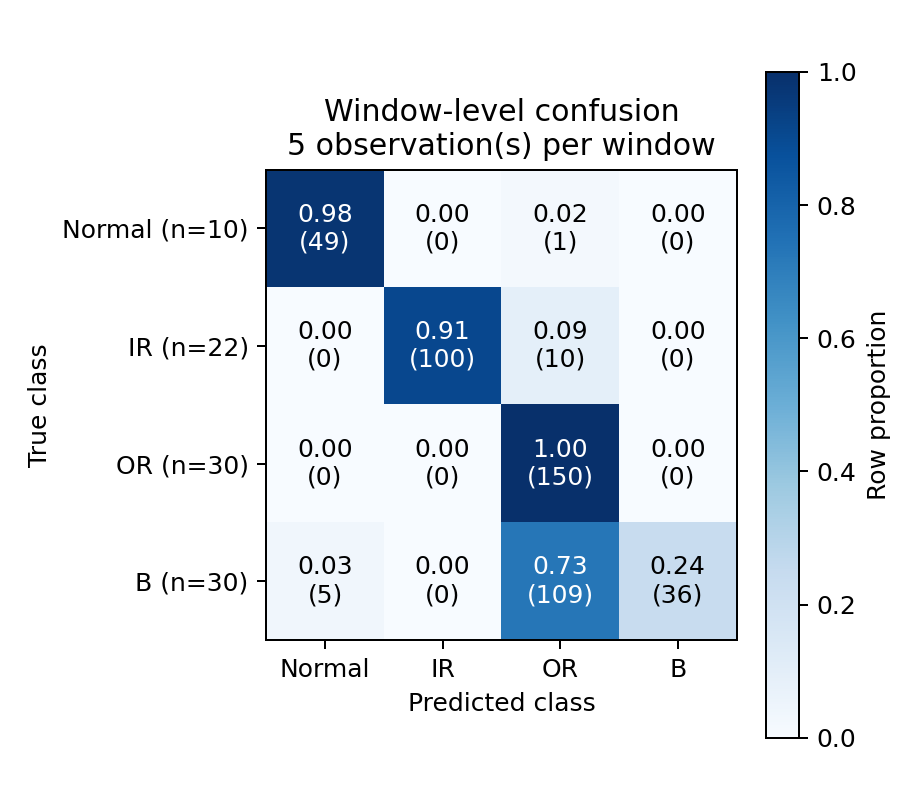 Window-level confusion
5 observation(s) per window
Normal (n=10)
0.98
(49)
0.00
(0)
0.02
(1)
0.00
(0)
IR (n=22)
0.00
(0)
0.91
(100)
0.09
(10)
0.00
(0)
OR (n=30)
0.00
(0)
0.00
(0)
1.00
(150)
0.00
(0)
B (n=30)
0.03
(5)
0.00
(0)
0.73
(109)
0.24
(36)
True class
Normal
IR
OR
B
Predicted class
1.0
0.8
0.6
0.4
0.2
0.0
Row proportion